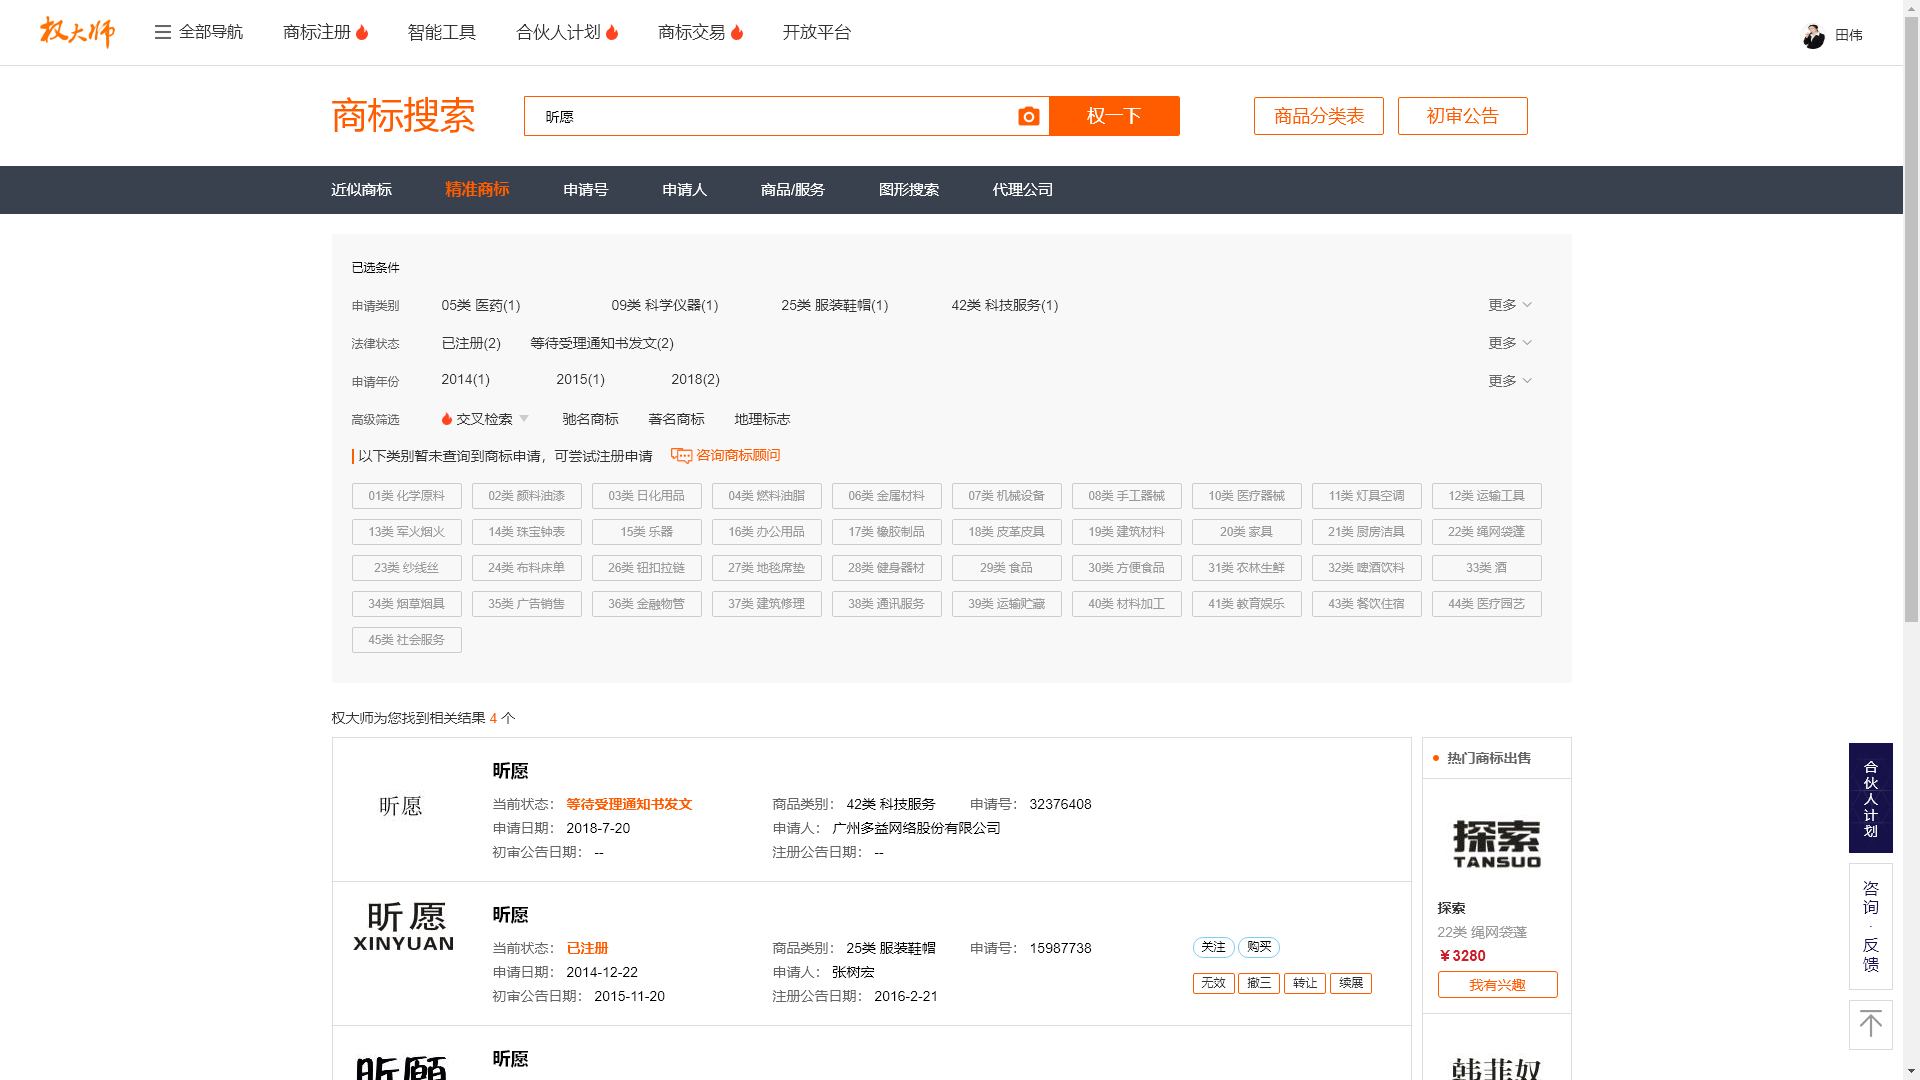 权大师 全部导航 商标注册 智能工具 合伙人计划 商标交易 开放平台 田伟
商标搜索 昕愿 权一下 商品分类表 初审公告
近似商标 精准商标 申请号 申请人 商品/服务 图形搜索 代理公司
已选条件
申请类别 05类 医药(1) 09类 科学仪器(1) 25类 服装鞋帽(1) 42类 科技服务(1) 更多
法律状态 已注册(2) 等待受理通知书发文(2) 更多
申请年份 2014(1) 2015(1) 2018(2) 更多
高级筛选 交叉检索 驰名商标 著名商标 地理标志
以下类别暂未查询到商标申请，可尝试注册申请 咨询商标顾问
01类 化学原料 02类 颜料油漆 03类 日化用品 04类 燃料油脂 06类 金属材料 07类 机械设备 08类 手工器械 10类 医疗器械 11类 灯具空调 12类 运输工具
13类 军火烟火 14类 珠宝钟表 15类 乐器 16类 办公用品 17类 橡胶制品 18类 皮革皮具 19类 建筑材料 20类 家具 21类 厨房洁具 22类 绳网袋蓬
23类 纱线丝 24类 布料床单 26类 钮扣拉链 27类 地毯席垫 28类 健身器材 29类 食品 30类 方便食品 31类 农林生鲜 32类 啤酒饮料 33类 酒
34类 烟草烟具 35类 广告销售 36类 金融物管 37类 建筑修理 38类 通讯服务 39类 运输贮藏 40类 材料加工 41类 教育娱乐 43类 餐饮住宿 44类 医疗园艺
45类 社会服务
权大师为您找到相关结果 4 个
昕愿
昕愿
当前状态： 等待受理通知书发文 商品类别： 42类 科技服务 申请号： 32376408
申请日期： 2018-7-20 申请人： 广州多益网络股份有限公司
初审公告日期： -- 注册公告日期： --
昕愿
XINYUAN
昕愿
当前状态： 已注册 商品类别： 25类 服装鞋帽 申请号： 15987738
申请日期： 2014-12-22 申请人： 张树宏
初审公告日期： 2015-11-20 注册公告日期： 2016-2-21
关注 购买
无效 撤三 转让 续展
昕愿
昕愿
热门商标出售
探索
TANSUO
探索
22类 绳网袋蓬
￥3280
我有兴趣
韩菲奴
合伙人计划
咨询·反馈